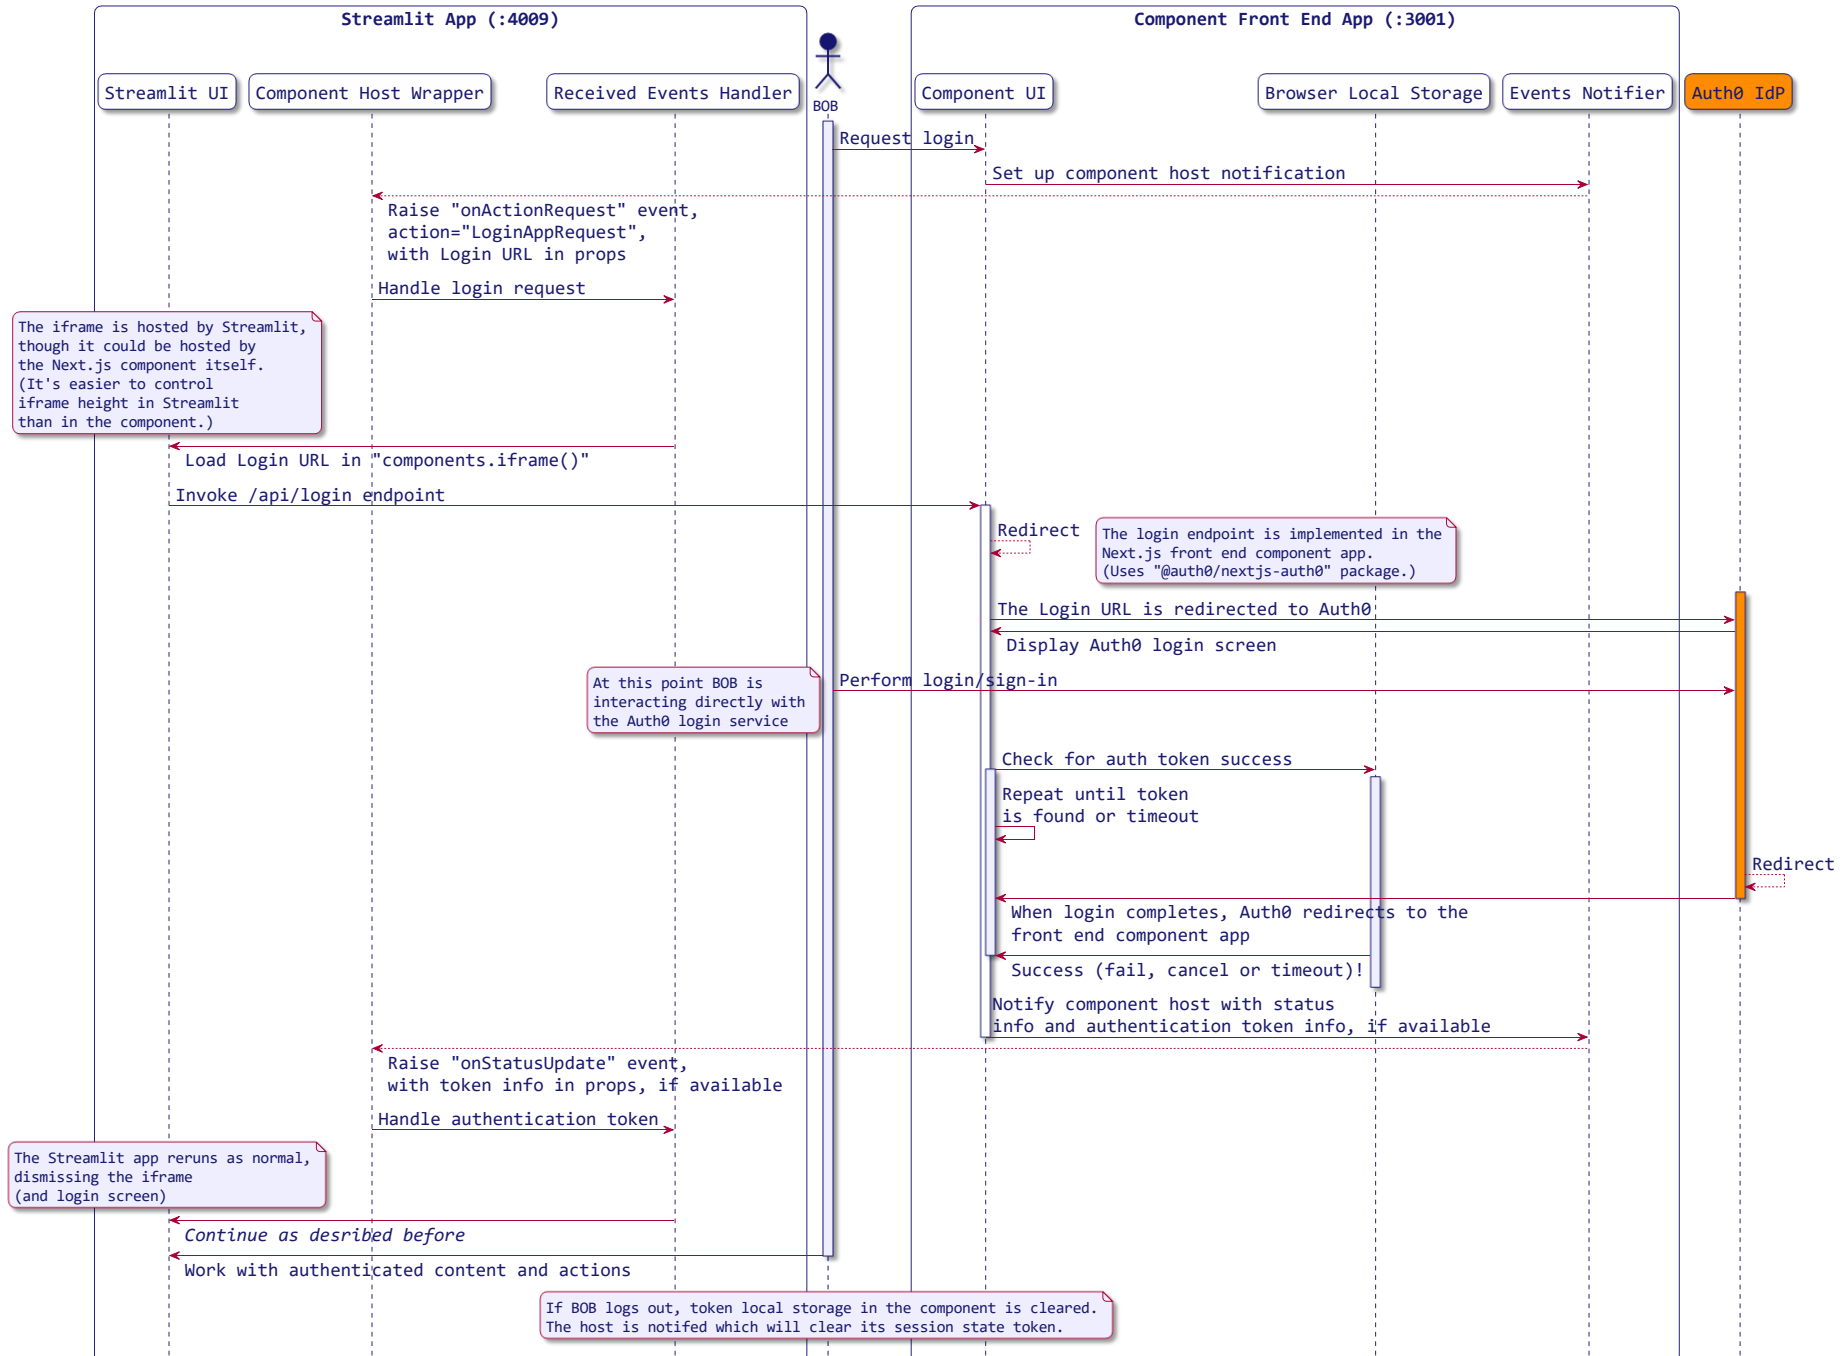 Streamlit App (:4009)
Component Front End App (:3001)
Streamlit UI
Component Host Wrapper
Received Events Handler
BOB
Component UI
Browser Local Storage
Events Notifier
Auth0 IdP
Request login
Set up component host notification
Raise "onActionRequest" event,
action="LoginAppRequest",
with Login URL in props
Handle login request
The iframe is hosted by Streamlit,
though it could be hosted by
the Next.js component itself.
(It's easier to control
iframe height in Streamlit
than in the component.)
Load Login URL in "components.iframe()"
Invoke /api/login endpoint
Redirect
The login endpoint is implemented in the
Next.js front end component app.
(Uses "@auth0/nextjs-auth0" package.)
The Login URL is redirected to Auth0
Display Auth0 login screen
At this point BOB is
interacting directly with
the Auth0 login service
Perform login/sign-in
Check for auth token success
Repeat until token
is found or timeout
Redirect
When login completes, Auth0 redirects to the
front end component app
Success (fail, cancel or timeout)!
Notify component host with status
info and authentication token info, if available
Raise "onStatusUpdate" event,
with token info in props, if available
Handle authentication token
The Streamlit app reruns as normal,
dismissing the iframe
(and login screen)
Continue as desribed before
Work with authenticated content and actions
If BOB logs out, token local storage in the component is cleared.
The host is notifed which will clear its session state token.